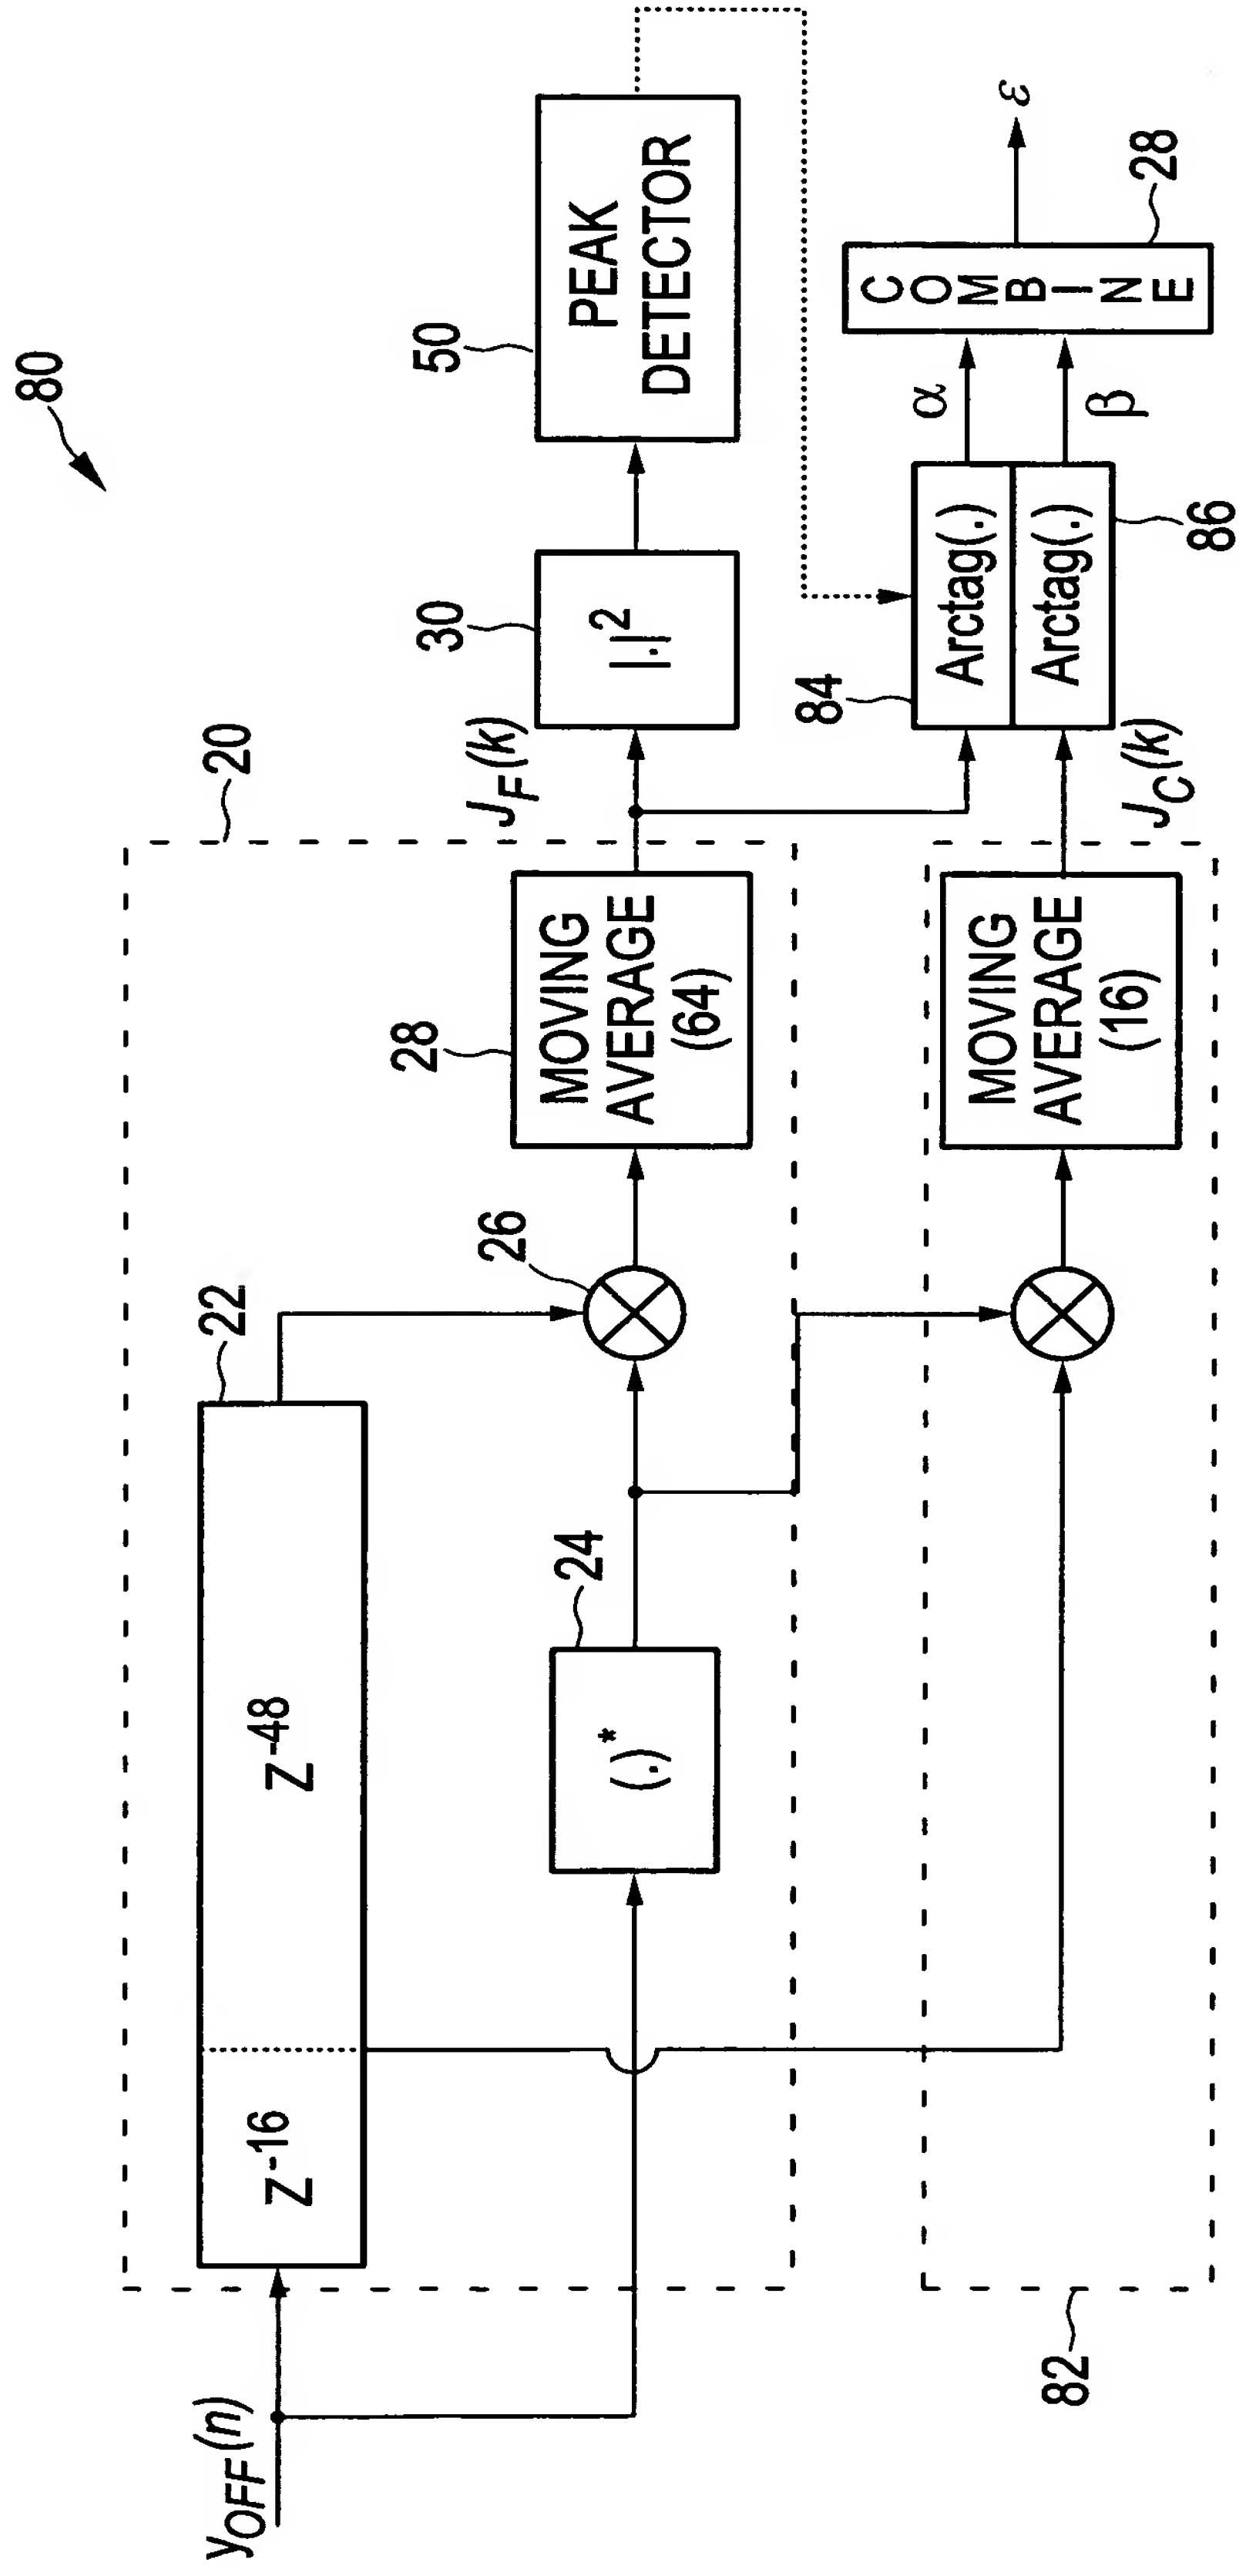 80
20
22
Z⁻¹⁶
Z⁻⁴⁸
y_OFF(n)
24
(.)*
26
28
MOVING
AVERAGE
(64)
J_F(k)
30
|.|²
50
PEAK
DETECTOR
82
MOVING
AVERAGE
(16)
J_C(k)
84
Arctag(.)
Arctag(.)
86
α
β
COMBINE
28
ε